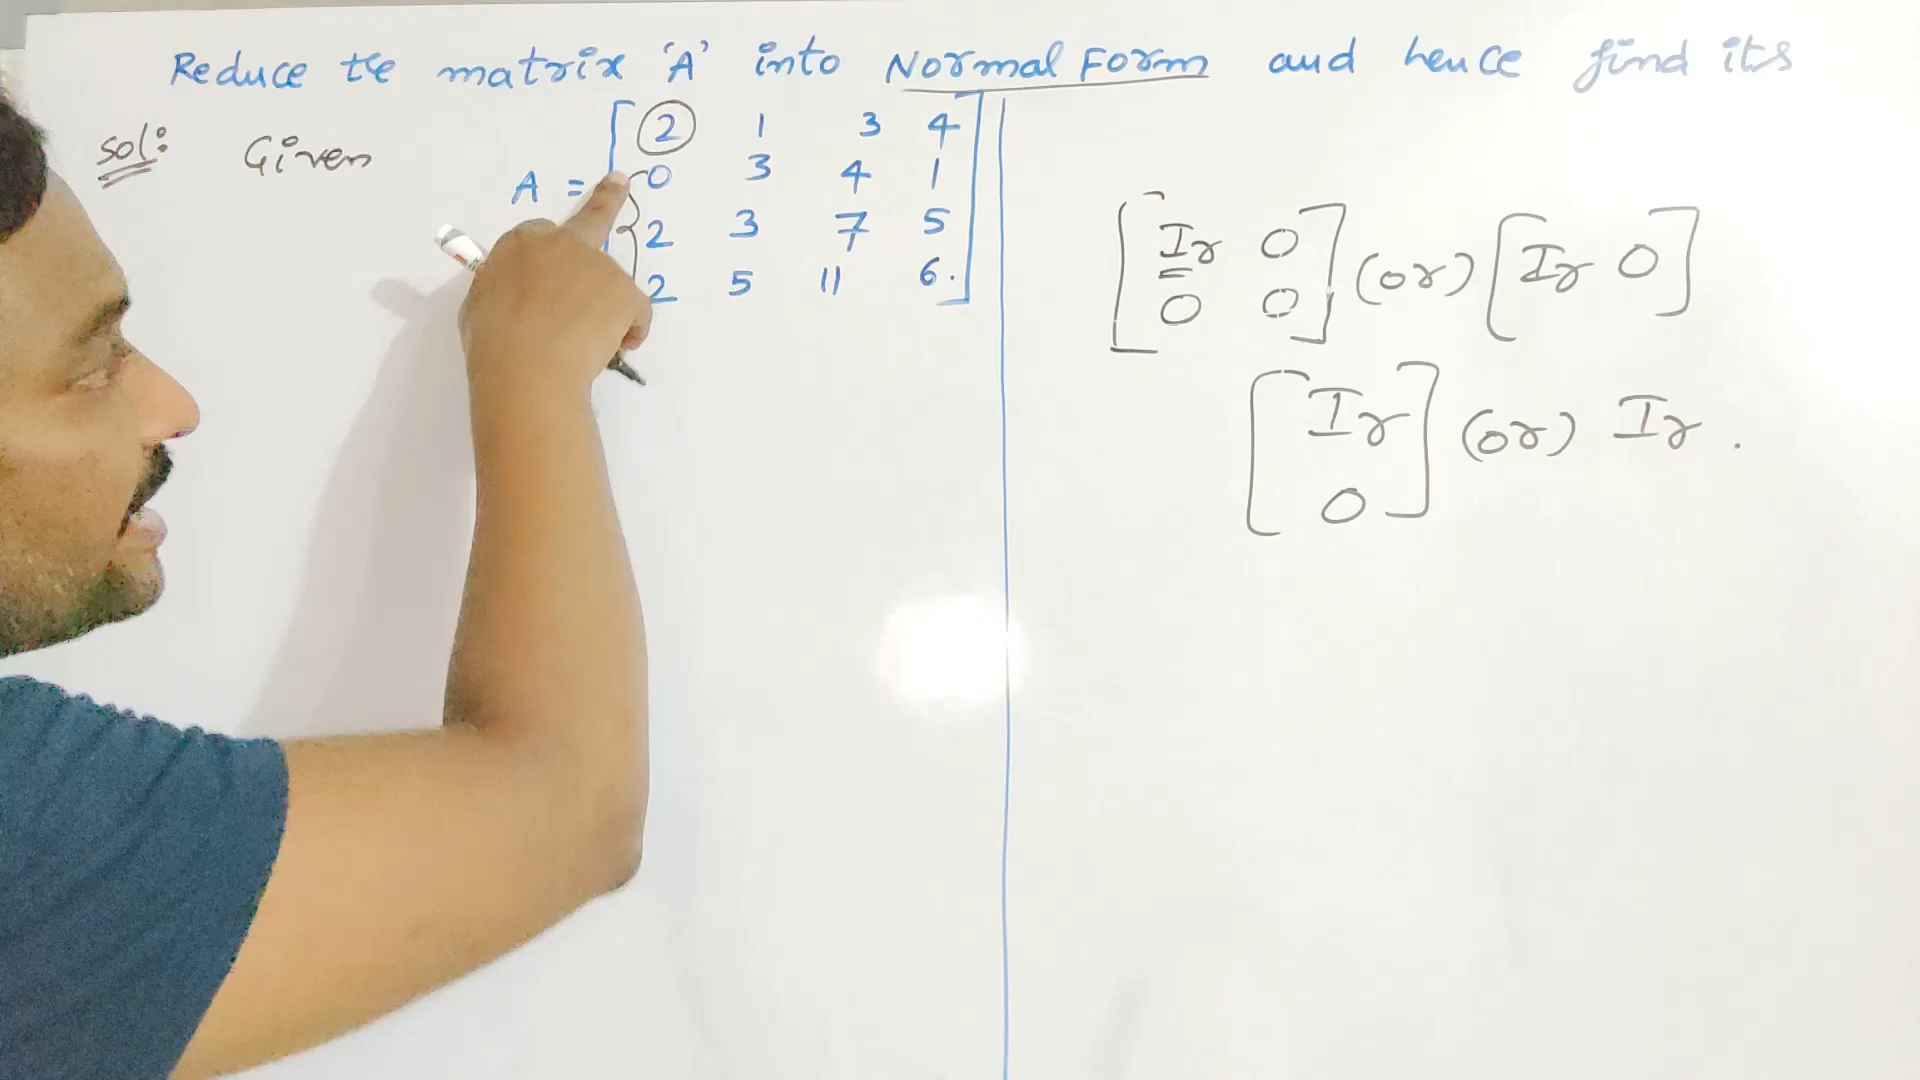 Reduce the matrix 'A' into Normal Form and hence find its
Sol: Given
A =
2 1 3 4
0 3 4 1
2 3 7 5
2 5 11 6.
[Ir 0
0 0] (or) [Ir 0]
[Ir
0] (or) Ir .